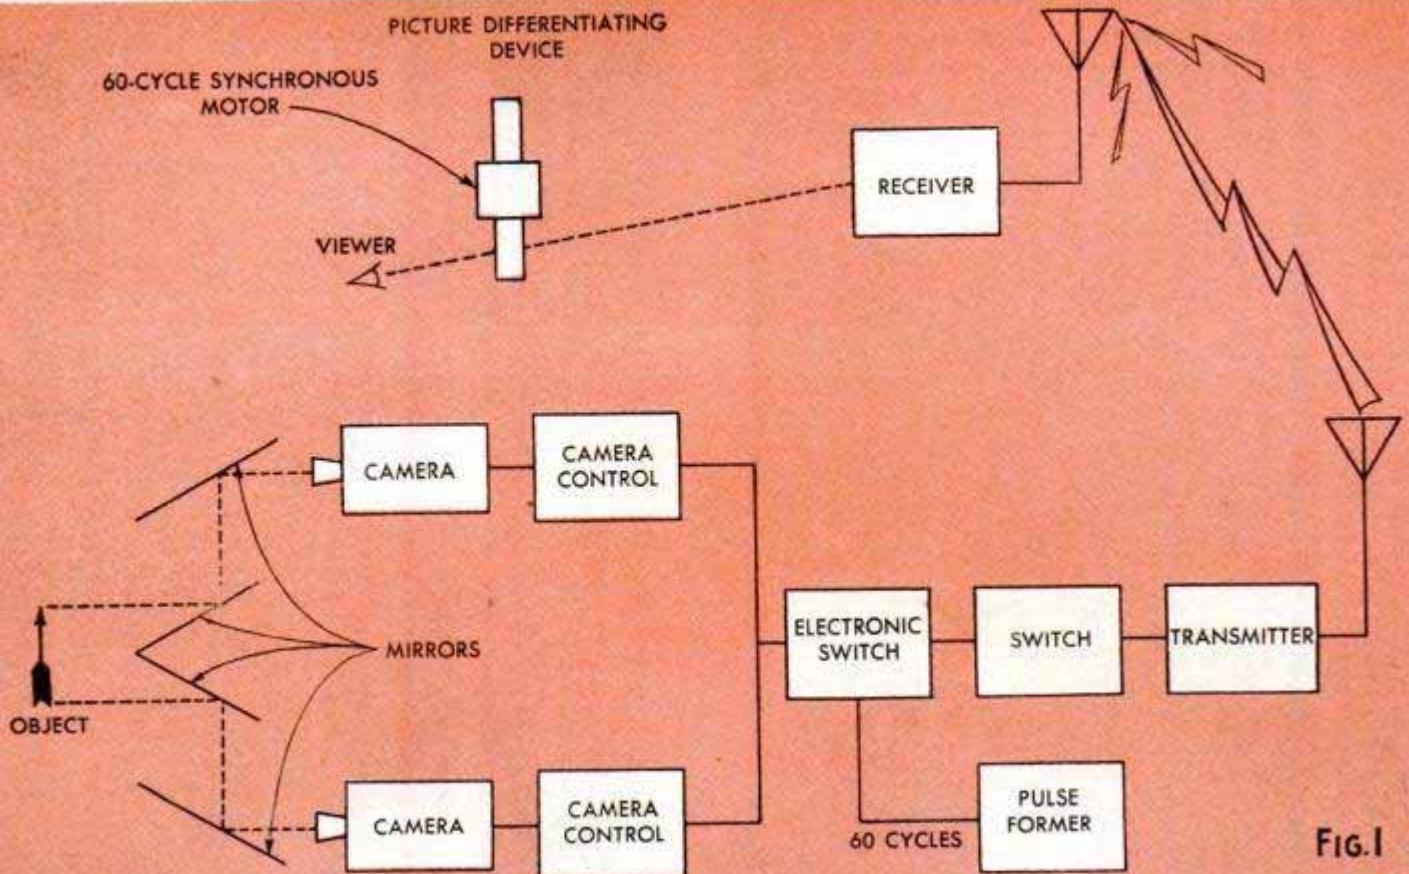 PICTURE DIFFERENTIATING
DEVICE
60-CYCLE SYNCHRONOUS
MOTOR
RECEIVER
VIEWER
CAMERA
CAMERA
CONTROL
MIRRORS
OBJECT
ELECTRONIC
SWITCH
SWITCH
TRANSMITTER
CAMERA
CAMERA
CONTROL
60 CYCLES
PULSE
FORMER
FIG.1